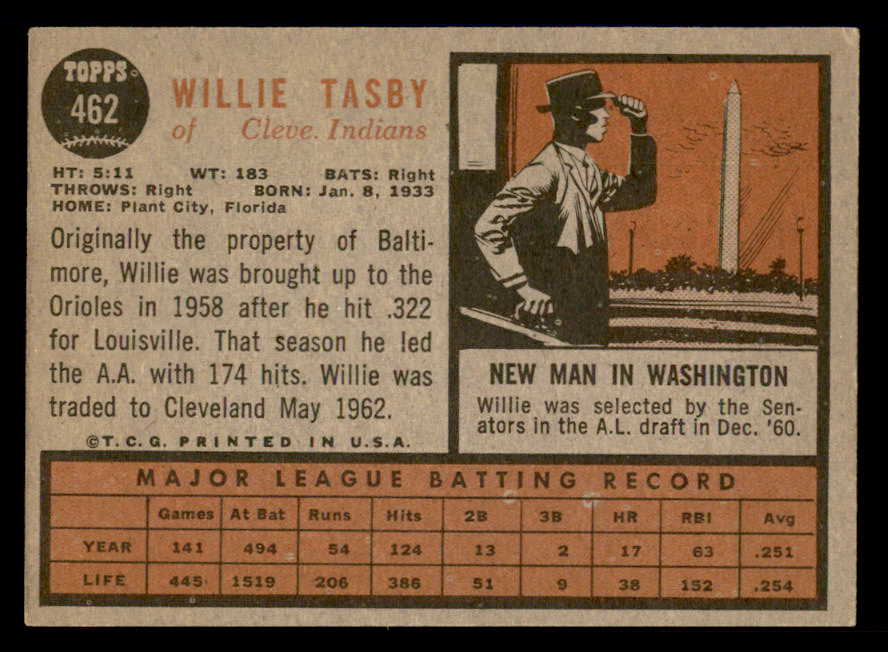 TOPPS
462
WILLIE TASBY
of Cleve. Indians
HT: 5:11 WT: 183 BATS: Right
THROWS: Right BORN: Jan. 8, 1933
HOME: Plant City, Florida
Originally the property of Balti-
more, Willie was brought up to the
Orioles in 1958 after he hit .322
for Louisville. That season he led
the A.A. with 174 hits. Willie was
traded to Cleveland May 1962.
©T.C.G. PRINTED IN U.S.A.
NEW MAN IN WASHINGTON
Willie was selected by the Sen-
ators in the A.L. draft in Dec. '60.
MAJOR LEAGUE BATTING RECORD
Games At Bat Runs Hits 2B 3B HR RBI Avg
YEAR 141 494 54 124 13 2 17 63 .251
LIFE 445 1519 206 386 51 9 38 152 .254